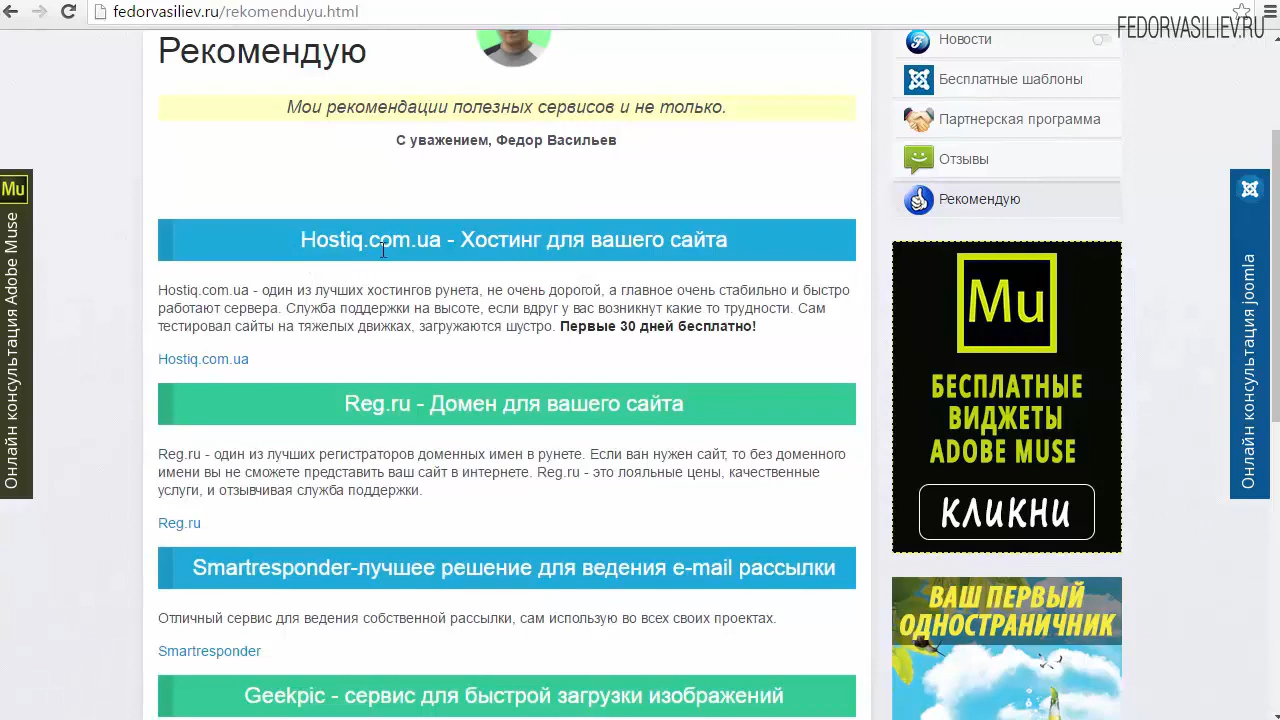 fedorvasiliev.ru/rekomenduyu.html
FEDORVASILIEV.RU
Рекомендую
Мои рекомендации полезных сервисов и не только.
С уважением, Федор Васильев
Hostiq.com.ua - Хостинг для вашего сайта
Hostiq.com.ua - один из лучших хостингов рунета, не очень дорогой, а главное очень стабильно и быстро
работают сервера. Служба поддержки на высоте, если вдруг у вас возникнут какие то трудности. Сам
тестировал сайты на тяжелых движках, загружаются шустро. Первые 30 дней бесплатно!
Hostiq.com.ua
Reg.ru - Домен для вашего сайта
Reg.ru - один из лучших регистраторов доменных имен в рунете. Если ван нужен сайт, то без доменного
имени вы не сможете представить ваш сайт в интернете. Reg.ru - это лояльные цены, качественные
услуги, и отзывчивая служба поддержки.
Reg.ru
Smartresponder-лучшее решение для ведения e-mail рассылки
Отличный сервис для ведения собственной рассылки, сам использую во всех своих проектах.
Smartresponder
Geekpic - сервис для быстрой загрузки изображений
Новости
Бесплатные шаблоны
Партнерская программа
Отзывы
Рекомендую
Mu
БЕСПЛАТНЫЕ
ВИДЖЕТЫ
ADOBE MUSE
КЛИКНИ
ВАШ ПЕРВЫЙ
ОДНОСТРАНИЧНИК
Mu
Онлайн консультация Adobe Muse
Онлайн консультация joomla